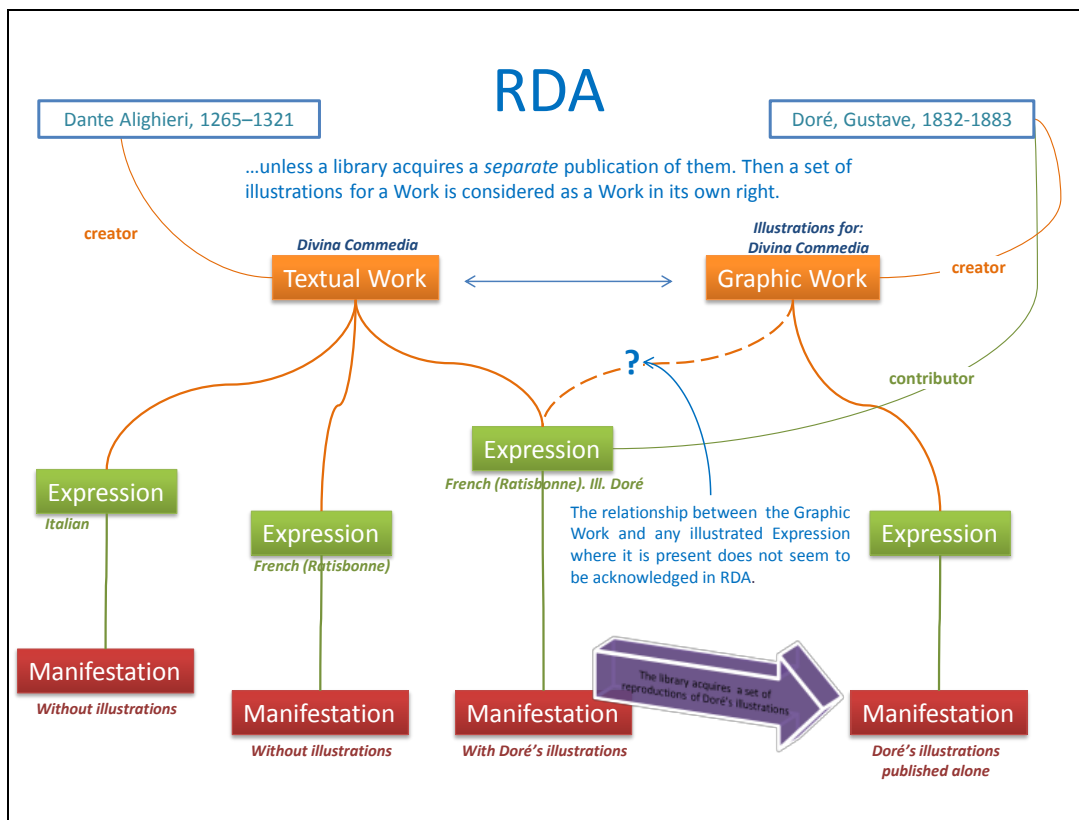 RDA
Dante Alighieri, 1265–1321
Doré, Gustave, 1832-1883
...unless a library acquires a separate publication of them. Then a set of
illustrations for a Work is considered as a Work in its own right.
creator
Divina Commedia
Textual Work
Illustrations for:
Divina Commedia
Graphic Work
creator
?
contributor
Expression
Italian
Expression
French (Ratisbonne)
Expression
French (Ratisbonne). Ill. Doré
The relationship between the Graphic
Work and any illustrated Expression
where it is present does not seem to
be acknowledged in RDA.
Expression
Manifestation
Without illustrations
Manifestation
Without illustrations
Manifestation
With Doré's illustrations
The library acquires a set of
reproductions of Doré's illustrations
Manifestation
Doré's illustrations
published alone